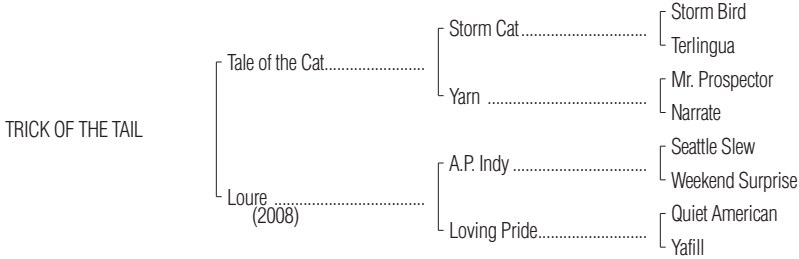 Storm Bird
Storm Cat..............................
Terlingua
Tale of the Cat........................
Mr. Prospector
Yarn ......................................
Narrate
TRICK OF THE TAIL
Seattle Slew
A.P. Indy ................................
Weekend Surprise
Loure ....................................
(2008)
Quiet American
Loving Pride..........................
Yafill